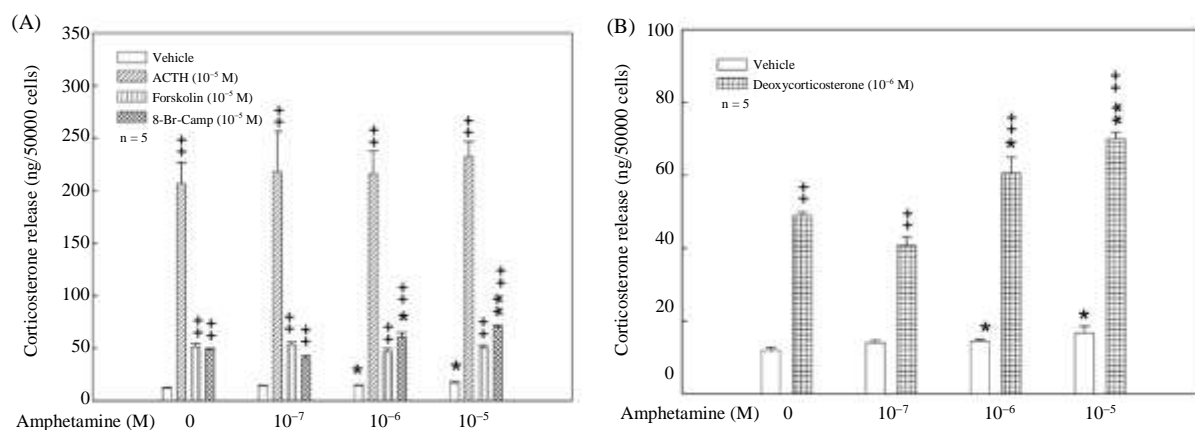 (A)
350
300
250
200
150
100
50
0
Corticosterone release (ng/50000 cells)
Vehicle
ACTH (10⁻⁵ M)
Forskolin (10⁻⁵ M)
8-Br-Camp (10⁻⁵ M)
n = 5
Amphetamine (M) 0 10⁻⁷ 10⁻⁶ 10⁻⁵
(B)
100
80
60
40
20
0
Corticosterone release (ng/50000 cells)
Vehicle
Deoxycorticosterone (10⁻⁶ M)
n = 5
Amphetamine (M) 0 10⁻⁷ 10⁻⁶ 10⁻⁵